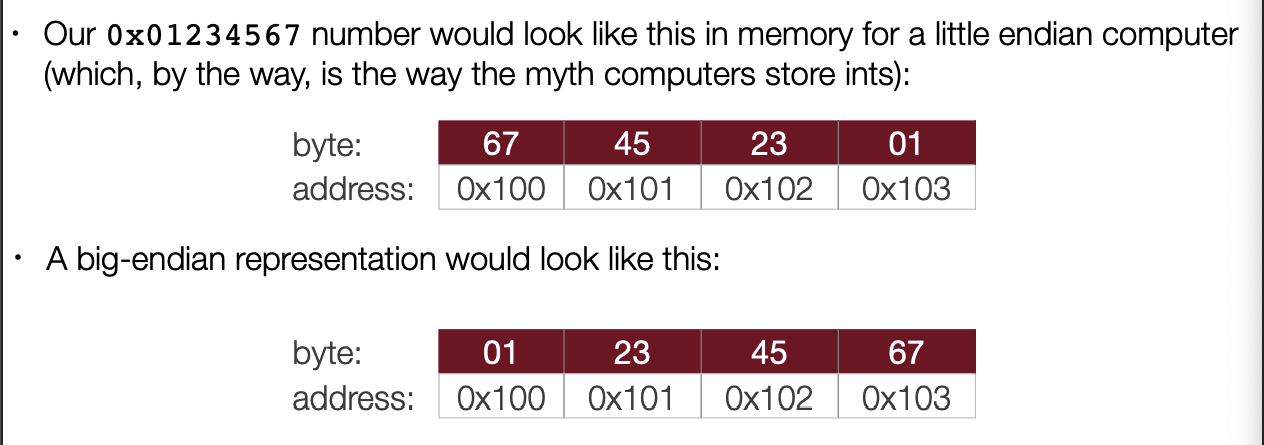 • Our 0x01234567 number would look like this in memory for a little endian computer
(which, by the way, is the way the myth computers store ints):
byte: 67 45 23 01
address: 0x100 0x101 0x102 0x103
• A big-endian representation would look like this:
byte: 01 23 45 67
address: 0x100 0x101 0x102 0x103